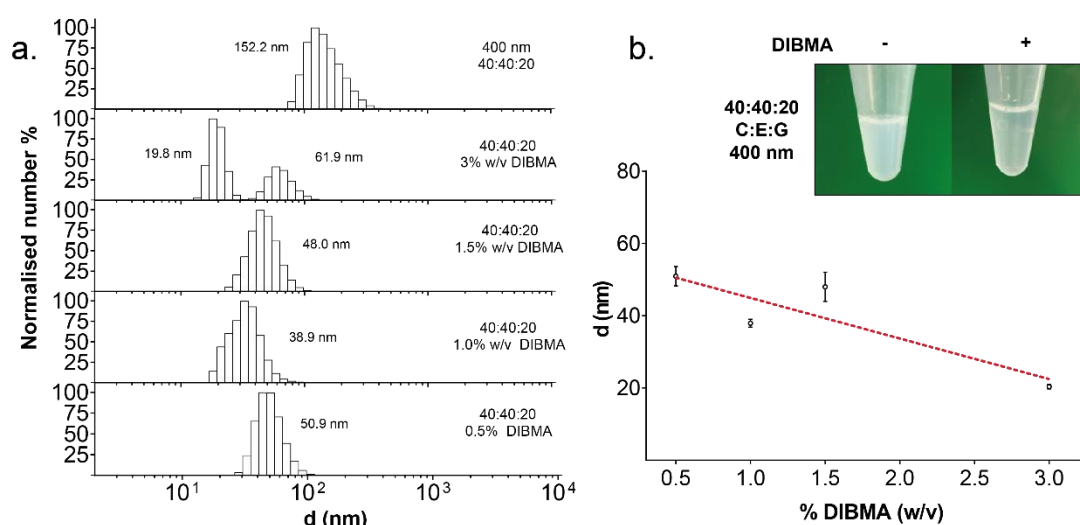 a.
100
75
50
25
152.2 nm
400 nm
40:40:20
100
75
50
25
19.8 nm
61.9 nm
40:40:20
3% w/v DIBMA
100
75
50
25
48.0 nm
40:40:20
1.5% w/v DIBMA
100
75
50
25
38.9 nm
40:40:20
1.0% w/v DIBMA
100
75
50
25
50.9 nm
40:40:20
0.5% DIBMA
Normalised number %
10¹ 10² 10³ 10⁴
d (nm)
b.
DIBMA - +
40:40:20
C:E:G
400 nm
80
60
40
20
d (nm)
0.5 1.0 1.5 2.0 2.5 3.0
% DIBMA (w/v)